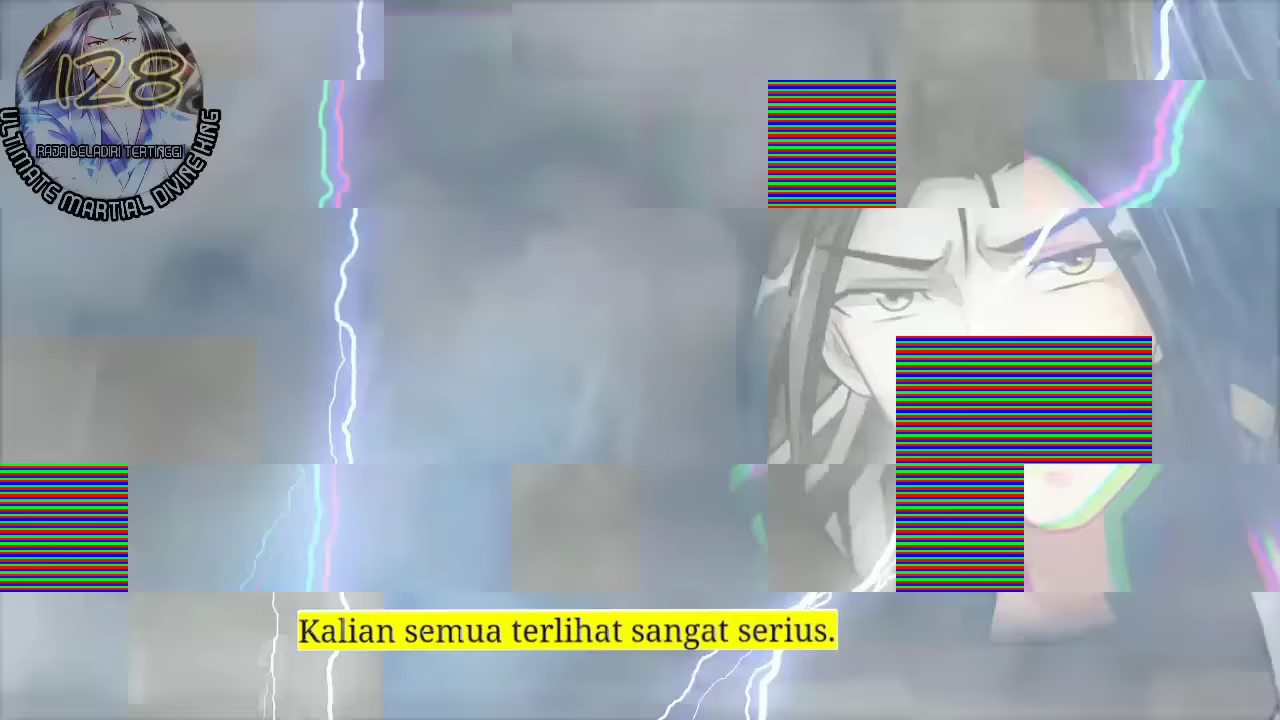 128
RAJA BELADIRI TERTINGGI
ULTIMATE MARTIAL DIVINE KING
Kalian semua terlihat sangat serius.